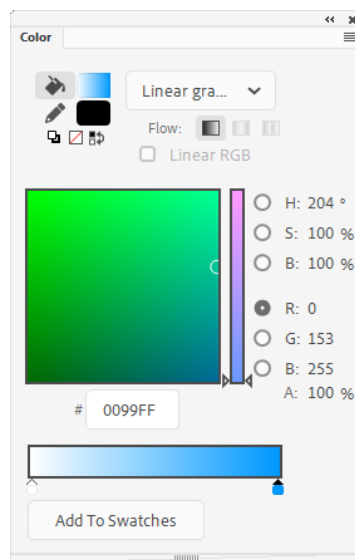 Color
Linear gra...
Flow:
Linear RGB
H: 204 °
S: 100 %
B: 100 %
R: 0
G: 153
B: 255
A: 100 %
# 0099FF
Add To Swatches